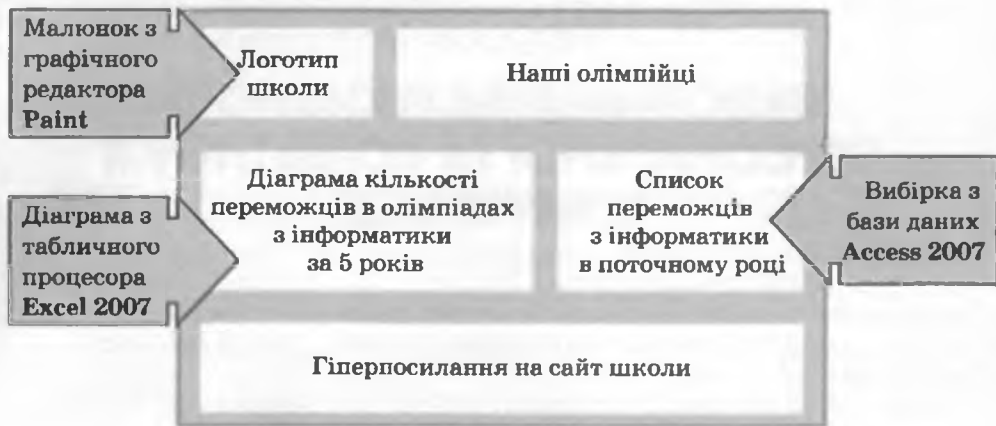 Малюнок з
графічного
редактора
Paint
Логотип
школи
Наші олімпійці
Діаграма з
табличного
процесора
Excel 2007
Діаграма кількості
переможців в олімпіадах
з інформатики
за 5 років
Список
переможців
з інформатики
в поточному році
Вибірка з
бази даних
Access 2007
Гіперпосилання на сайт школи